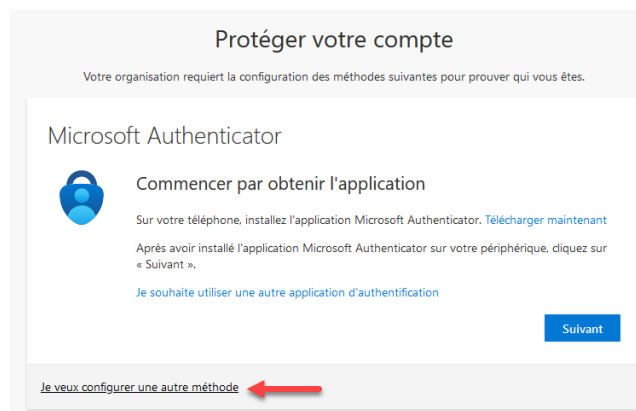 Protéger votre compte
Votre organisation requiert la configuration des méthodes suivantes pour prouver qui vous êtes.
Microsoft Authenticator
Commencer par obtenir l'application
Sur votre téléphone, installez l'application Microsoft Authenticator. Télécharger maintenant
Après avoir installé l'application Microsoft Authenticator sur votre périphérique, cliquez sur
« Suivant ».
Je souhaite utiliser une autre application d'authentification
Suivant
Je veux configurer une autre méthode